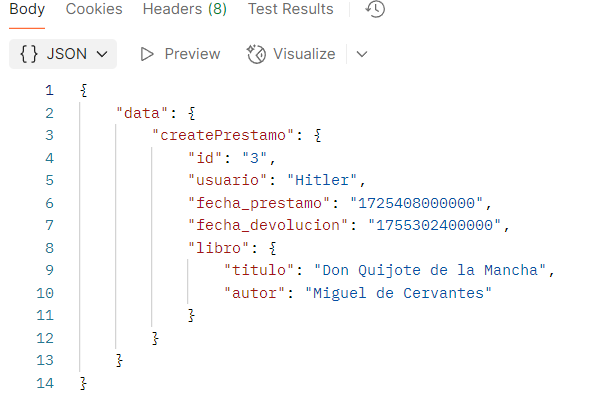 Body Cookies Headers (8) Test Results
{} JSON Preview Visualize
1 {
2 "data": {
3 "createPrestamo": {
4 "id": "3",
5 "usuario": "Hitler",
6 "fecha_prestamo": "1725408000000",
7 "fecha_devolucion": "1755302400000",
8 "libro": {
9 "titulo": "Don Quijote de la Mancha",
10 "autor": "Miguel de Cervantes"
11 }
12 }
13 }
14 }